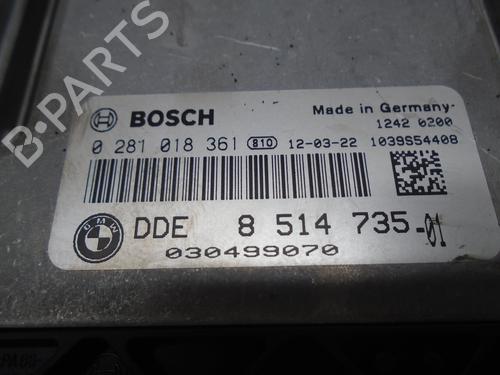 B-PARTS
BOSCH
Made in Germany
1242 0200
0 281 018 361 810 12-03-22 1039S54408
BMW DDE 8 514 735-01
030499070